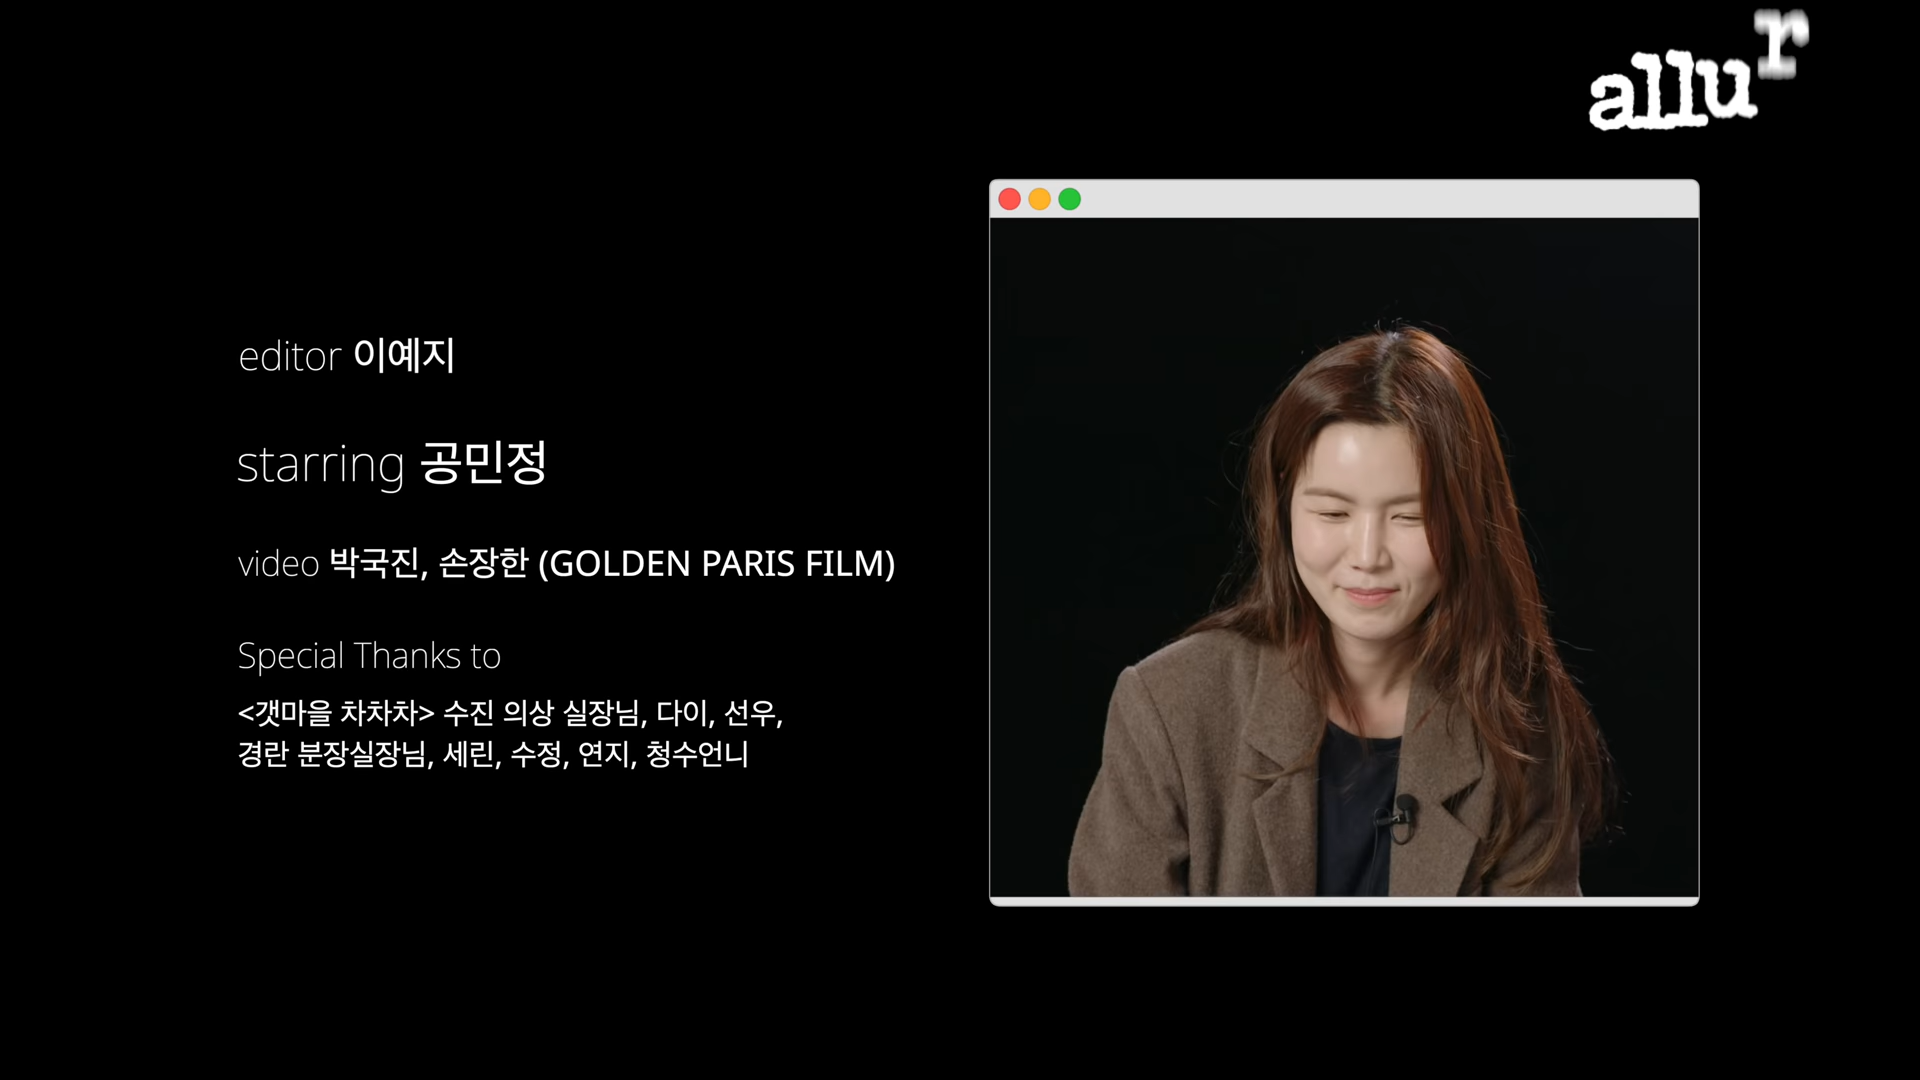 allur
editor 이예지
starring 공민정
video 박국진, 손장한 (GOLDEN PARIS FILM)
Special Thanks to
<갯마을 차차차> 수진 의상 실장님, 다이, 선우,
경란 분장실장님, 세린, 수정, 연지, 청수언니